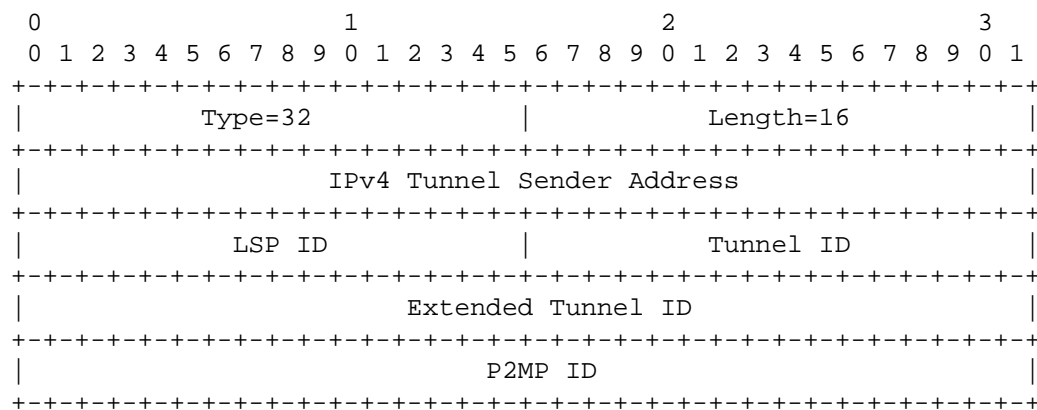 0                   1                   2                   3
 0 1 2 3 4 5 6 7 8 9 0 1 2 3 4 5 6 7 8 9 0 1 2 3 4 5 6 7 8 9 0 1
+-+-+-+-+-+-+-+-+-+-+-+-+-+-+-+-+-+-+-+-+-+-+-+-+-+-+-+-+-+-+-+-+
|           Type=32             |           Length=16           |
+-+-+-+-+-+-+-+-+-+-+-+-+-+-+-+-+-+-+-+-+-+-+-+-+-+-+-+-+-+-+-+-+
|                   IPv4 Tunnel Sender Address                  |
+-+-+-+-+-+-+-+-+-+-+-+-+-+-+-+-+-+-+-+-+-+-+-+-+-+-+-+-+-+-+-+-+
|             LSP ID            |           Tunnel ID           |
+-+-+-+-+-+-+-+-+-+-+-+-+-+-+-+-+-+-+-+-+-+-+-+-+-+-+-+-+-+-+-+-+
|                        Extended Tunnel ID                     |
+-+-+-+-+-+-+-+-+-+-+-+-+-+-+-+-+-+-+-+-+-+-+-+-+-+-+-+-+-+-+-+-+
|                             P2MP ID                           |
+-+-+-+-+-+-+-+-+-+-+-+-+-+-+-+-+-+-+-+-+-+-+-+-+-+-+-+-+-+-+-+-+